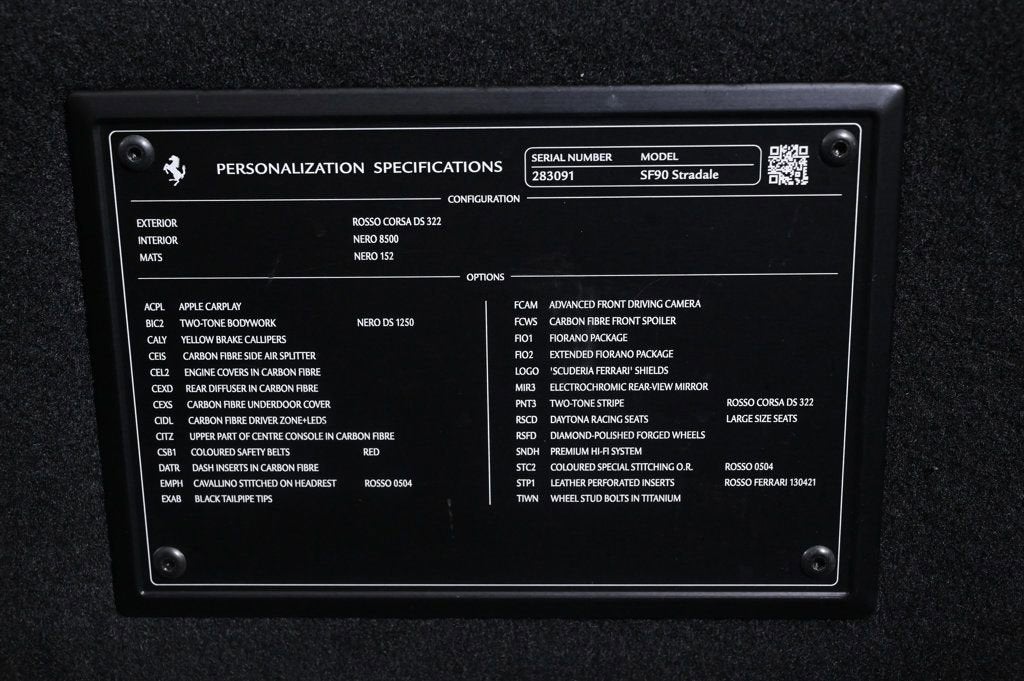 PERSONALIZATION SPECIFICATIONS
SERIAL NUMBER MODEL
283091 SF90 Stradale
CONFIGURATION
EXTERIOR ROSSO CORSA DS 322
INTERIOR NERO 8500
MATS NERO 152
OPTIONS
ACPL APPLE CARPLAY
BIC2 TWO-TONE BODYWORK NERO DS 1250
CALY YELLOW BRAKE CALLIPERS
CEIS CARBON FIBRE SIDE AIR SPLITTER
CEL2 ENGINE COVERS IN CARBON FIBRE
CEXD REAR DIFFUSER IN CARBON FIBRE
CEXS CARBON FIBRE UNDERDOOR COVER
CIDL CARBON FIBRE DRIVER ZONE+LEDS
CITZ UPPER PART OF CENTRE CONSOLE IN CARBON FIBRE
CSB1 COLOURED SAFETY BELTS RED
DATR DASH INSERTS IN CARBON FIBRE
EMPH CAVALLINO STITCHED ON HEADREST ROSSO 0504
EXAB BLACK TAILPIPE TIPS
FCAM ADVANCED FRONT DRIVING CAMERA
FCWS CARBON FIBRE FRONT SPOILER
FIO1 FIORANO PACKAGE
FIO2 EXTENDED FIORANO PACKAGE
LOGO 'SCUDERIA FERRARI' SHIELDS
MIR3 ELECTROCHROMIC REAR-VIEW MIRROR
PNT3 TWO-TONE STRIPE ROSSO CORSA DS 322
RSCD DAYTONA RACING SEATS LARGE SIZE SEATS
RSFD DIAMOND-POLISHED FORGED WHEELS
SNDH PREMIUM HI-FI SYSTEM
STC2 COLOURED SPECIAL STITCHING O.R. ROSSO 0504
STP1 LEATHER PERFORATED INSERTS ROSSO FERRARI 130421
TIWN WHEEL STUD BOLTS IN TITANIUM